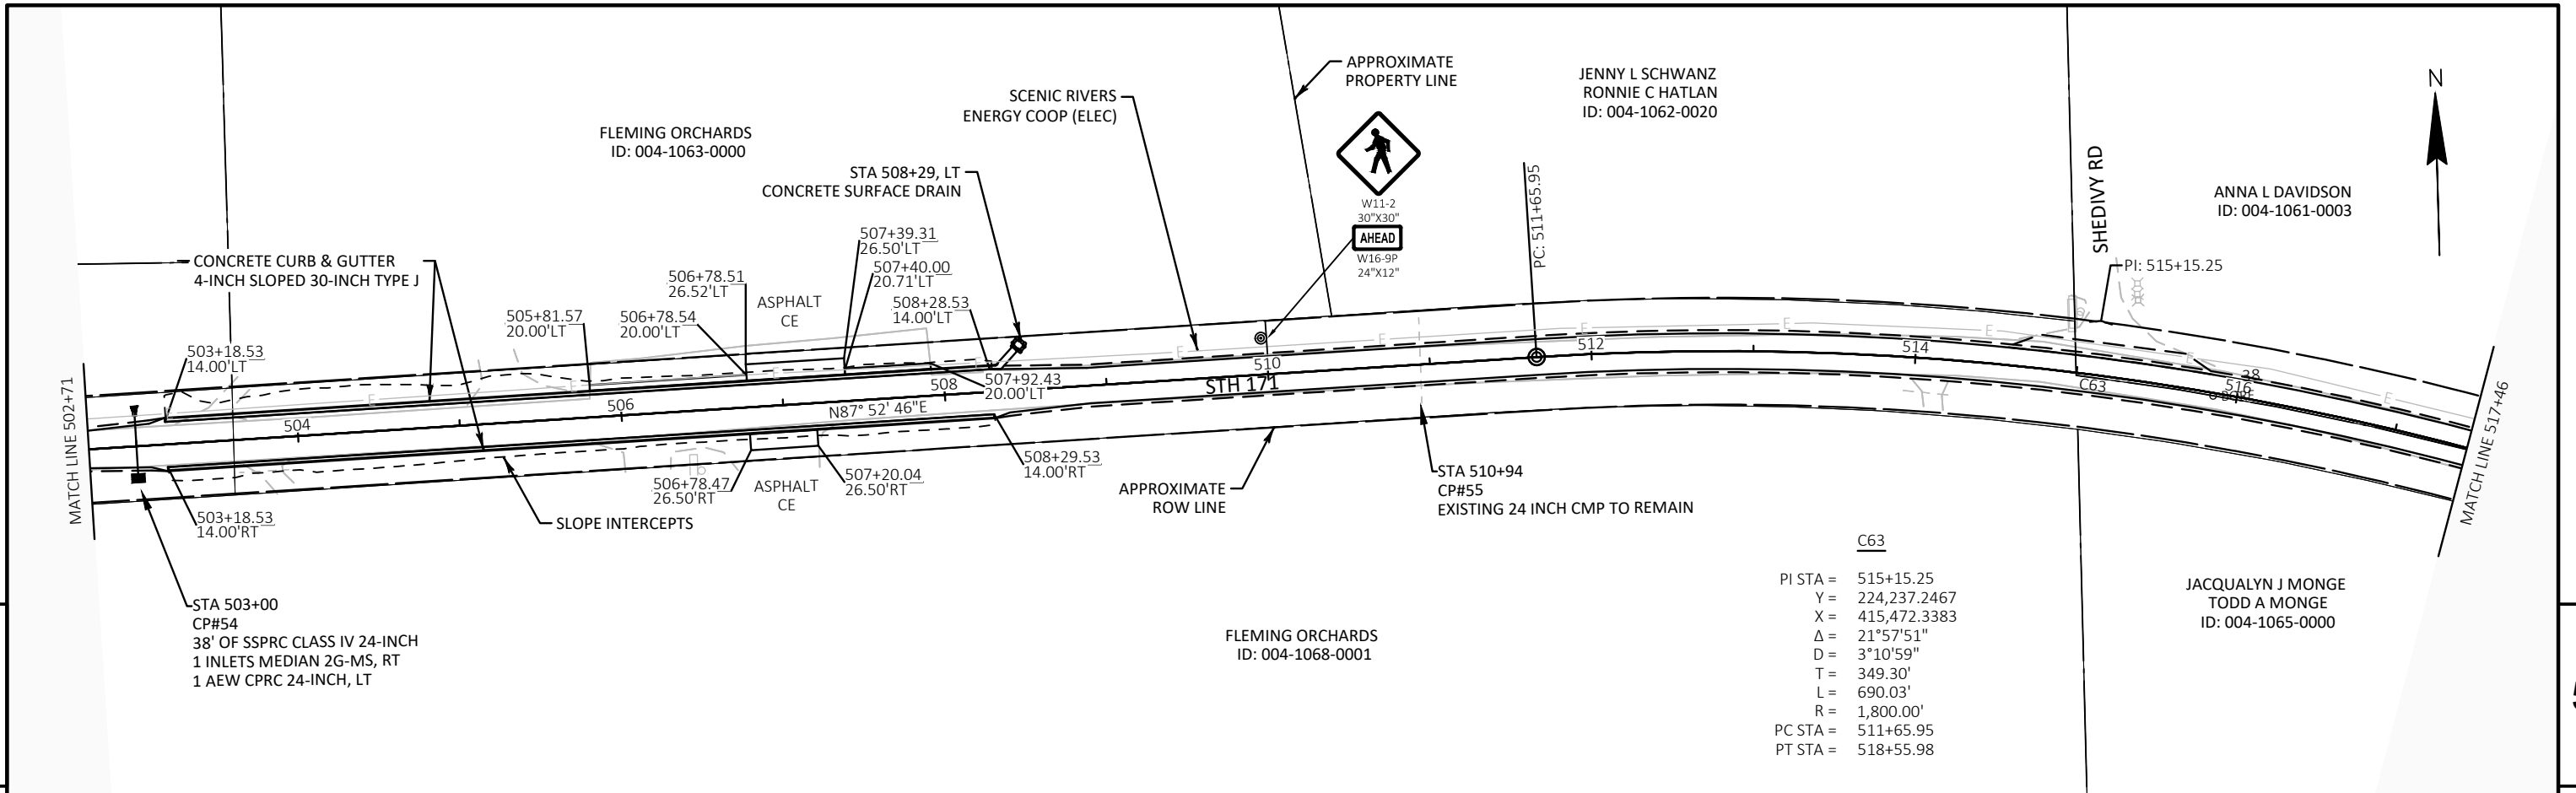 APPROXIMATE
PROPERTY LINE
JENNY L SCHWANZ
RONNIE C HATLAN
ID: 004-1062-0020
N
SCENIC RIVERS
ENERGY COOP (ELEC)
FLEMING ORCHARDS
ID: 004-1063-0000
STA 508+29, LT
CONCRETE SURFACE DRAIN
W11-2
30"X30"
AHEAD
W16-9P
24"X12"
PC: 511+65.95
SHEDIVY RD
ANNA L DAVIDSON
ID: 004-1061-0003
PI: 515+15.25
CONCRETE CURB & GUTTER
4-INCH SLOPED 30-INCH TYPE J
507+39.31
26.50'LT
507+40.00
20.71'LT
506+78.51
26.52'LT
ASPHALT
CE
508+28.53
14.00'LT
505+81.57
20.00'LT
506+78.54
20.00'LT
503+18.53
14.00'LT
MATCH LINE 502+71
504
506
508
510
512
514
516
E
E
E
E
E
E
E
E
E
38
C63
STH 171
N87° 52' 46"E
507+92.43
20.00'LT
MATCH LINE 517+46
503+18.53
14.00'RT
SLOPE INTERCEPTS
506+78.47
26.50'RT
ASPHALT
CE
507+20.04
26.50'RT
508+29.53
14.00'RT
APPROXIMATE
ROW LINE
STA 510+94
CP#55
EXISTING 24 INCH CMP TO REMAIN
STA 503+00
CP#54
38' OF SSPRC CLASS IV 24-INCH
1 INLETS MEDIAN 2G-MS, RT
1 AEW CPRC 24-INCH, LT
FLEMING ORCHARDS
ID: 004-1068-0001
C63
PI STA = 515+15.25
Y = 224,237.2467
X = 415,472.3383
Δ = 21°57'51"
D = 3°10'59"
T = 349.30'
L = 690.03'
R = 1,800.00'
PC STA = 511+65.95
PT STA = 518+55.98
JACQUALYN J MONGE
TODD A MONGE
ID: 004-1065-0000